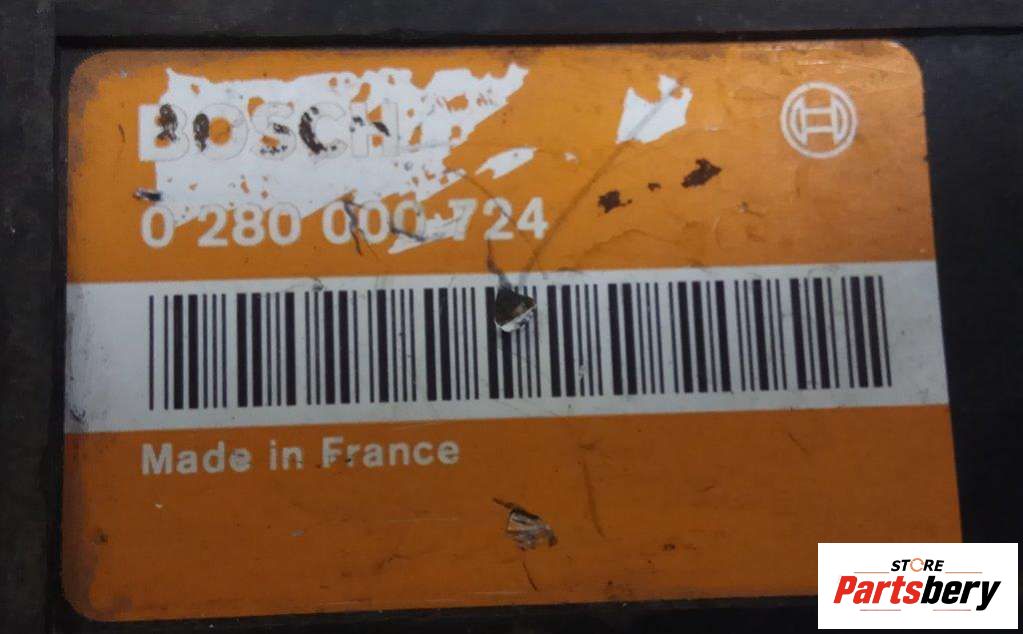 BOSCH
0 280 000 724
Made in France
STORE
Partsbery